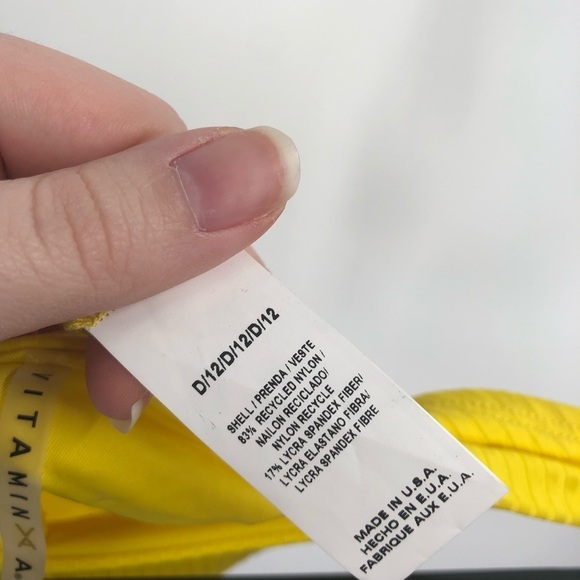 D/12/D/12/D/12
SHELL / PRENDA / VESTE
83% RECYCLED NYLON /
NAILON RECICLADO/
NYLON RECYCLE
17% LYCRA SPANDEX FIBER/
LYCRA ELASTANO FIBRA/
LYCRA SPANDEX FIBRE
MADE IN U.S.A.
HECHO EN E.U.A.
FABRIQUE AUX E.U.A.
VITAMIN A.